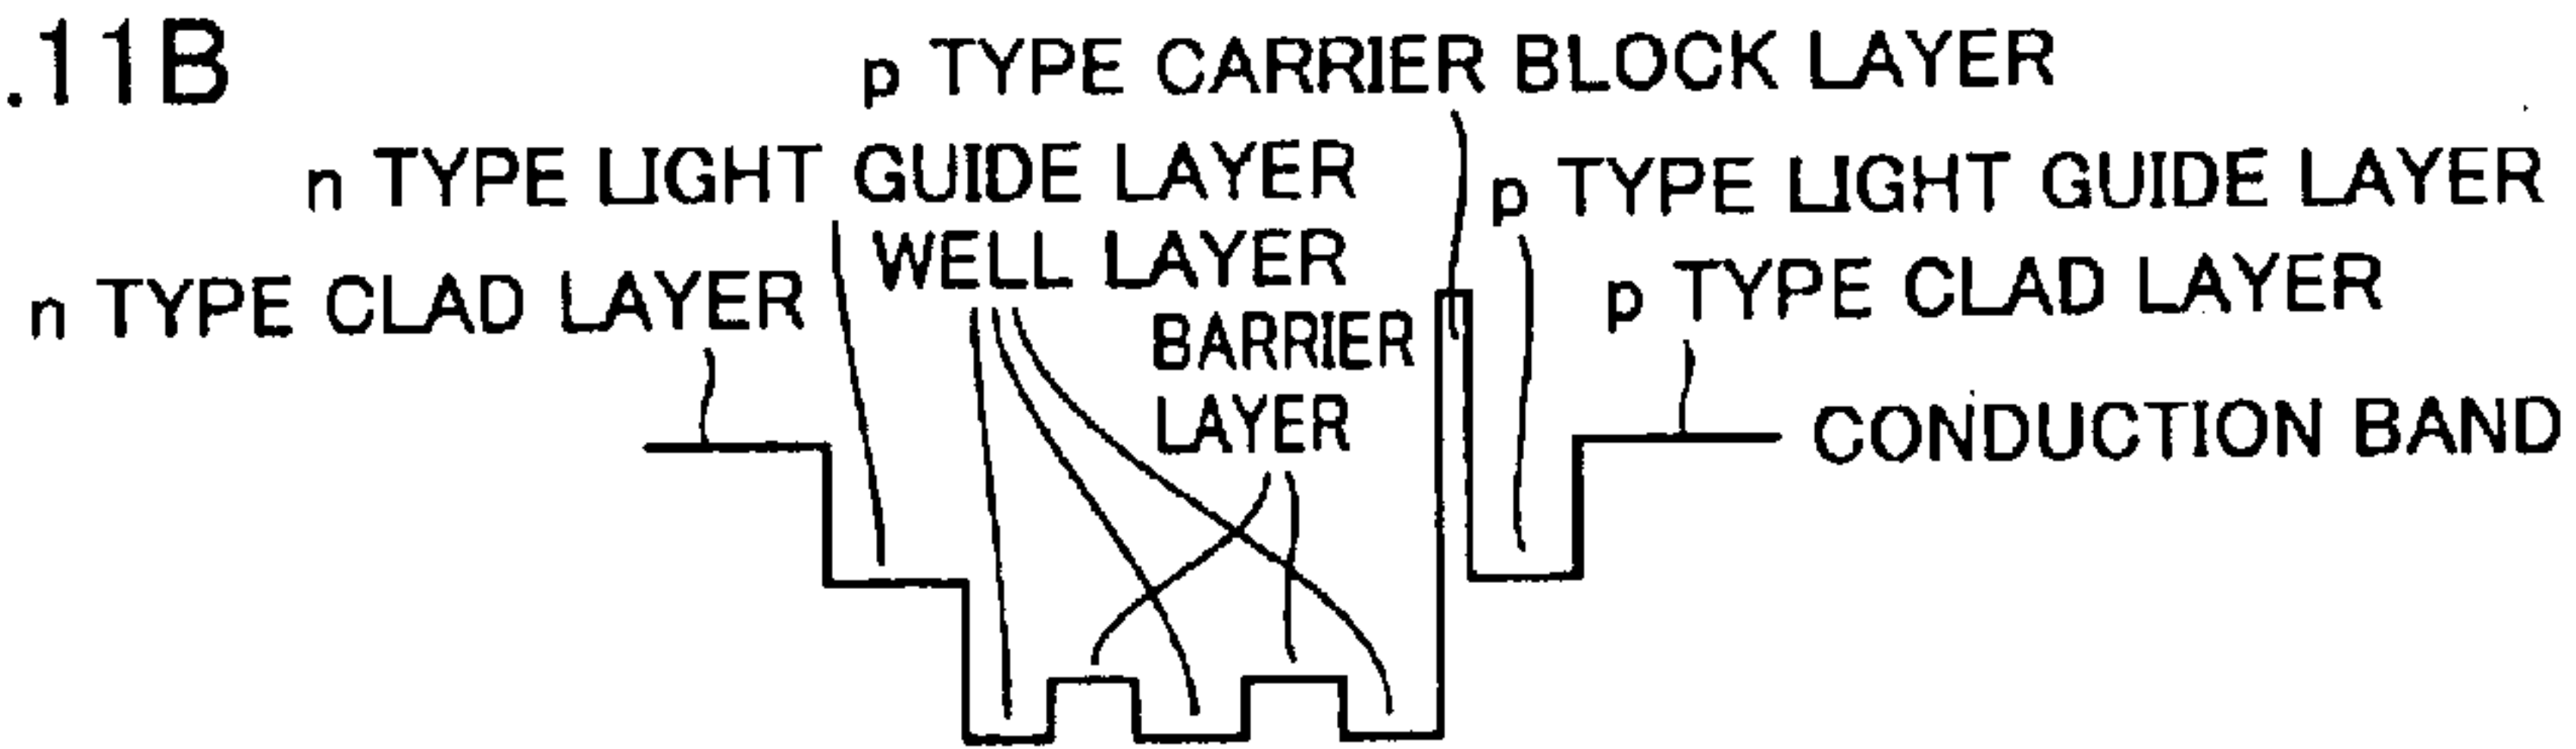 .11B
p TYPE CARRIER BLOCK LAYER
n TYPE LIGHT GUIDE LAYER
p TYPE LIGHT GUIDE LAYER
WELL LAYER
n TYPE CLAD LAYER
p TYPE CLAD LAYER
BARRIER
LAYER
CONDUCTION BAND